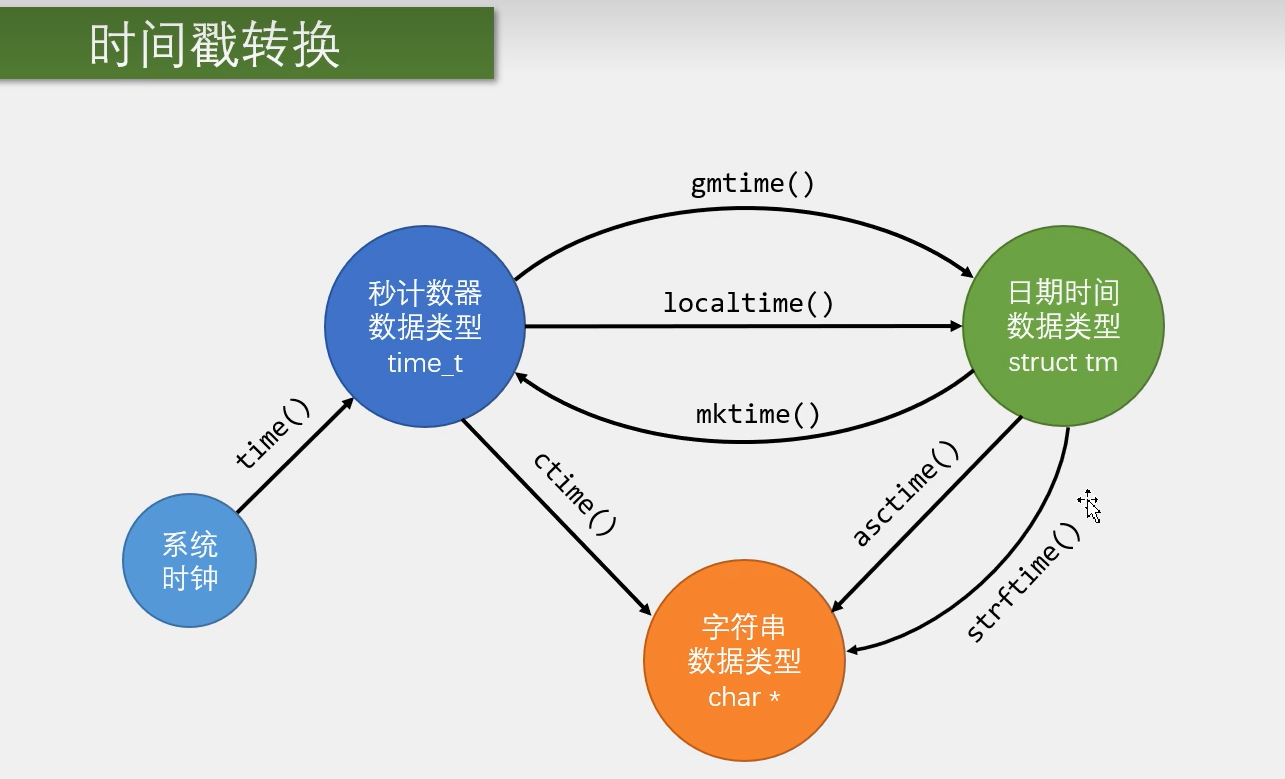 时间戳转换
gmtime()
秒计数器
数据类型
time_t
localtime()
日期时间
数据类型
struct tm
mktime()
time()
ctime()
asctime()
strftime()
系统
时钟
字符串
数据类型
char *